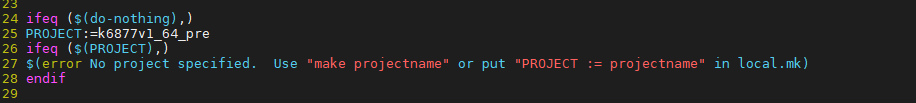 23
24 ifeq ($(do-nothing),)
25 PROJECT:=k6877v1_64_pre
26 ifeq ($(PROJECT),)
27 $(error No project specified.  Use "make projectname" or put "PROJECT := projectname" in local.mk)
28 endif
29